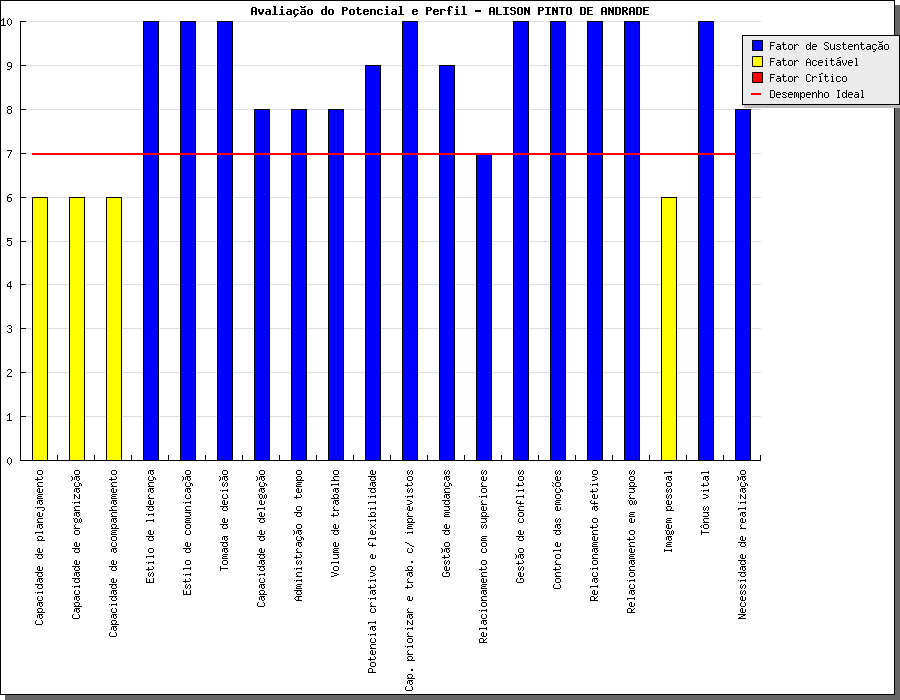 Avaliação do Potencial e Perfil - ALISON PINTO DE ANDRADE
Fator de Sustentação
Fator Aceitável
Fator Crítico
Desempenho Ideal
10
9
8
7
6
5
4
3
2
1
0
Capacidade de planejamento
Capacidade de organização
Capacidade de acompanhamento
Estilo de liderança
Estilo de comunicação
Tomada de decisão
Capacidade de delegação
Administração do tempo
Volume de trabalho
Potencial criativo e flexibilidade
Cap. priorizar e trab. c/ imprevistos
Gestão de mudanças
Relacionamento com superiores
Gestão de conflitos
Controle das emoções
Relacionamento afetivo
Relacionamento em grupos
Imagem pessoal
Tônus vital
Necessidade de realização